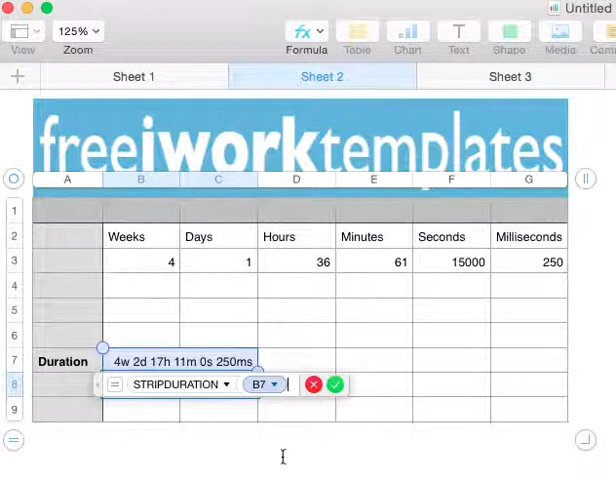 Untitled
View
125%
Zoom
Formula
Table
Chart
Text
Shape
Media
Sheet 1
Sheet 2
Sheet 3
freeiworktemplates
A B C D E F G
1
2 Weeks Days Hours Minutes Seconds Milliseconds
3 4 1 36 61 15000 250
4
5
6
7 Duration 4w 2d 17h 11m 0s 250ms
8 = STRIPDURATION B7
9